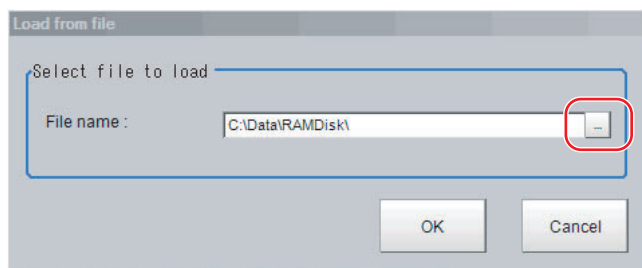 Load from file
Select file to load
File name :
C:\Data\RAMDisk\
...
OK
Cancel